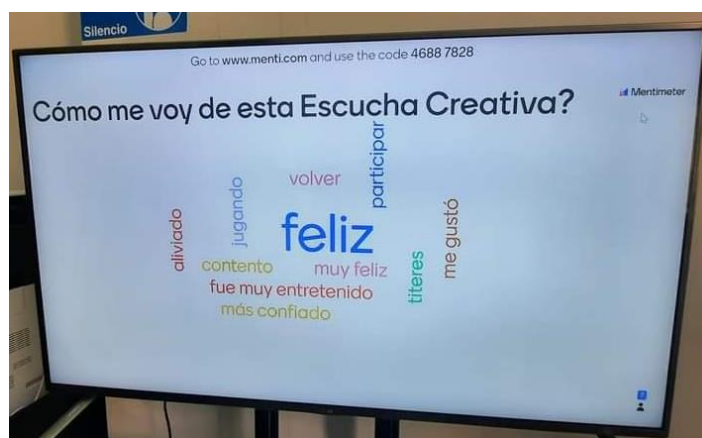 Silencio
Go to www.menti.com and use the code 4688 7828
Cómo me voy de esta Escucha Creativa?
Mentimeter
participar
volver
jugando
aliviado
feliz
me gustó
contento
muy feliz
titeres
fue muy entretenido
más confiado